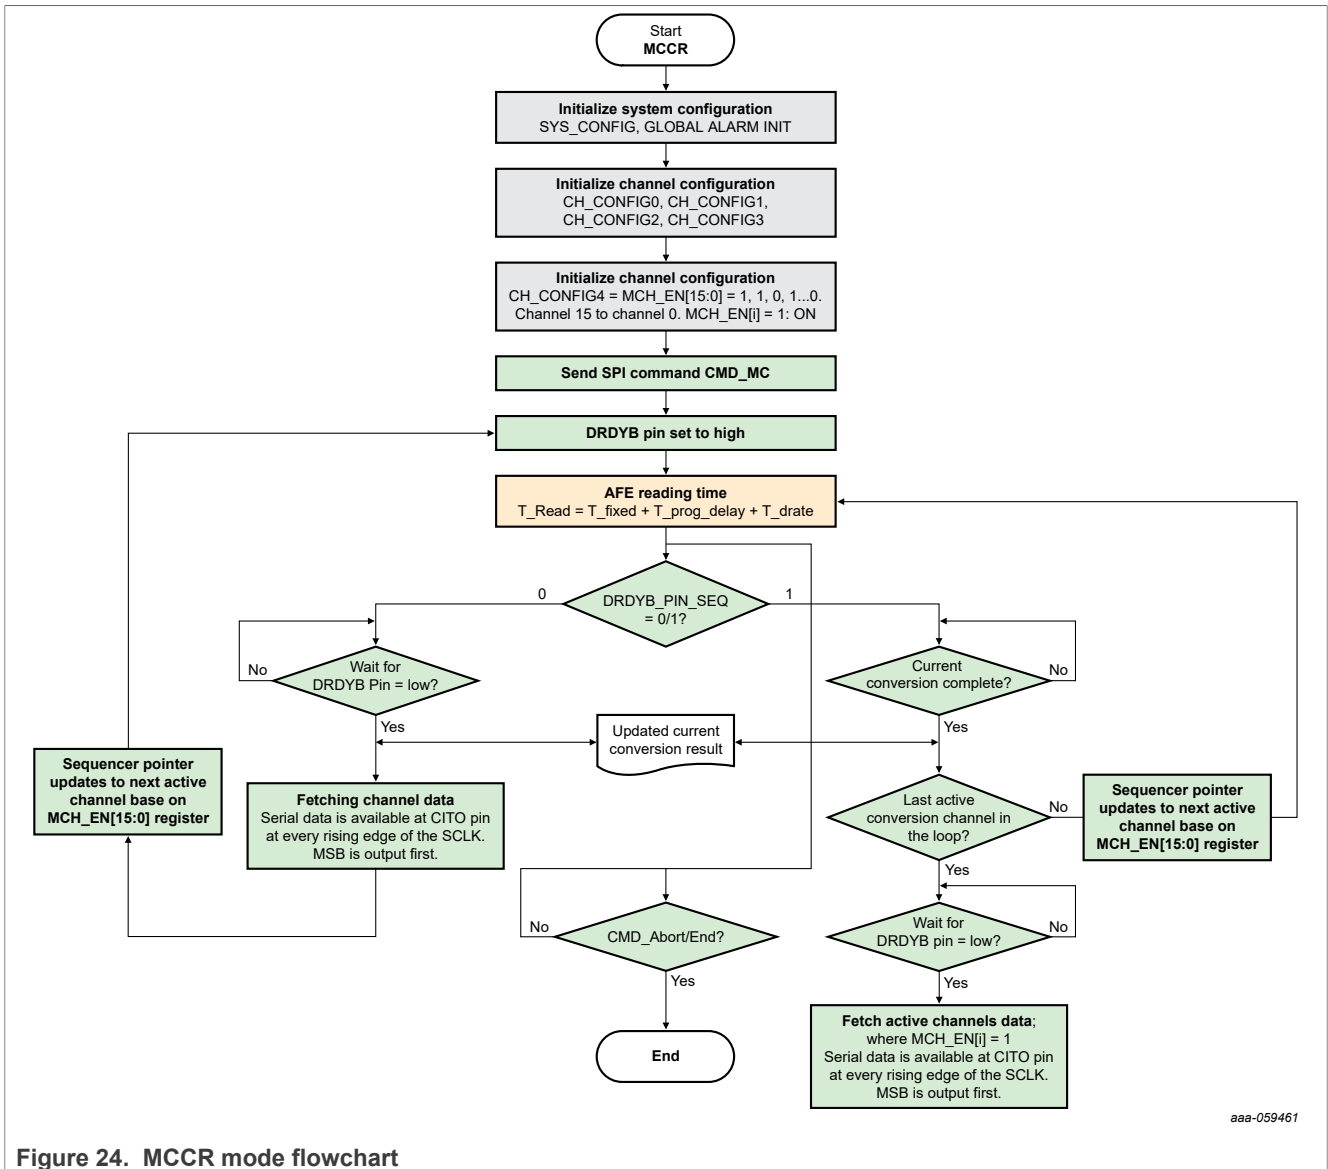 Start
MCCR
Initialize system configuration
SYS_CONFIG, GLOBAL ALARM INIT
Initialize channel configuration
CH_CONFIG0, CH_CONFIG1,
CH_CONFIG2, CH_CONFIG3
Initialize channel configuration
CH_CONFIG4 = MCH_EN[15:0] = 1, 1, 0, 1...0.
Channel 15 to channel 0. MCH_EN[i] = 1: ON
Send SPI command CMD_MC
DRDYB pin set to high
AFE reading time
T_Read = T_fixed + T_prog_delay + T_drate
DRDYB_PIN_SEQ
= 0/1?
0
1
Wait for
DRDYB Pin = low?
No
Yes
Current
conversion complete?
No
Yes
Updated current
conversion result
Sequencer pointer
updates to next active
channel base on
MCH_EN[15:0] register
Fetching channel data
Serial data is available at CITO pin
at every rising edge of the SCLK.
MSB is output first.
Last active
conversion channel in
the loop?
No
Yes
Sequencer pointer
updates to next active
channel base on
MCH_EN[15:0] register
CMD_Abort/End?
No
Yes
Wait for
DRDYB pin = low?
No
Yes
End
Fetch active channels data;
where MCH_EN[i] = 1
Serial data is available at CITO pin
at every rising edge of the SCLK.
MSB is output first.
aaa-059461
Figure 24. MCCR mode flowchart